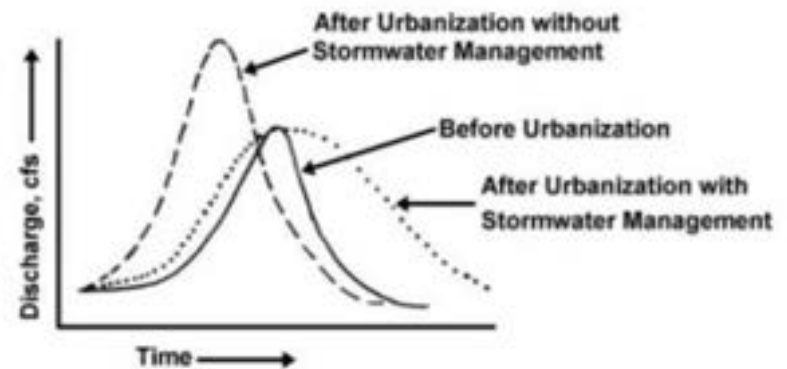 After Urbanization without
Stormwater Management
Before Urbanization
After Urbanization with
Stormwater Management
Discharge, cfs
Time